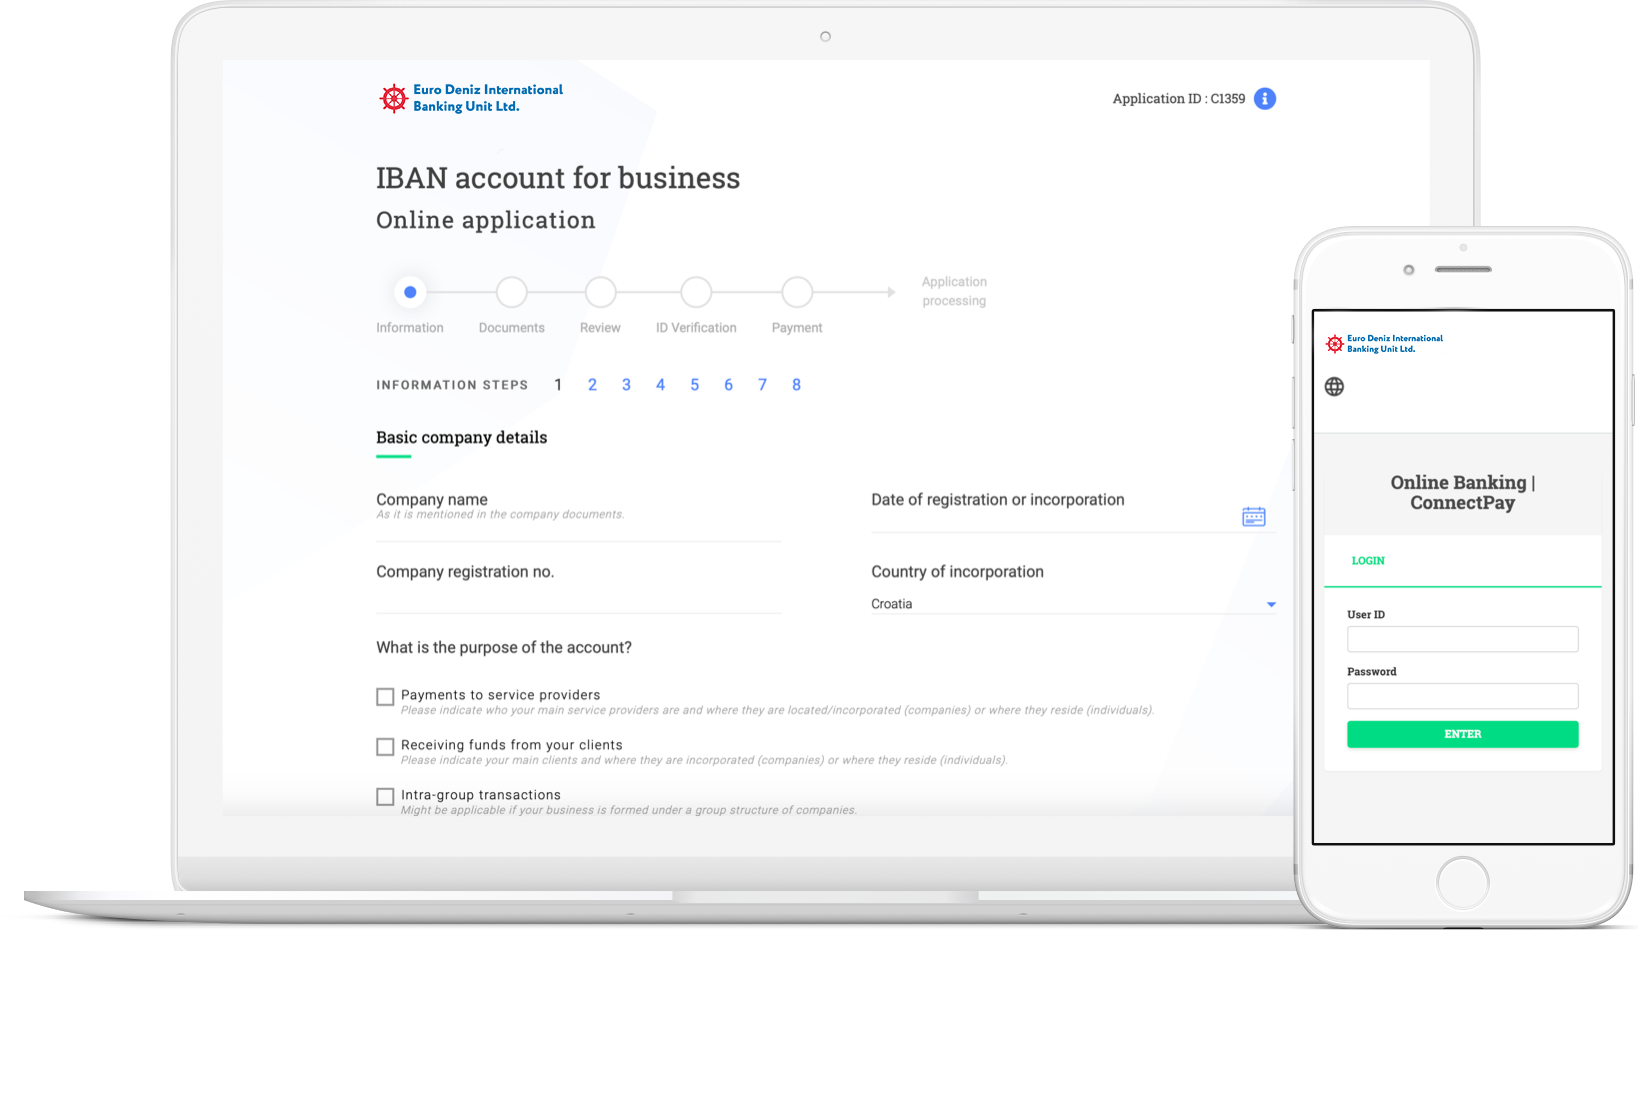 Euro Deniz International
Banking Unit Ltd.
Application ID : C1359
IBAN account for business
Online application
Application
processing
Information
Documents
Review
ID Verification
Payment
INFORMATION STEPS 1 2 3 4 5 6 7 8
Basic company details
Company name
As it is mentioned in the company documents.
Date of registration or incorporation
Company registration no.
Country of incorporation
Croatia
What is the purpose of the account?
Payments to service providers
Please indicate who your main service providers are and where they are located/incorporated (companies) or where they reside (individuals).
Receiving funds from your clients
Please indicate your main clients and where they are incorporated (companies) or where they reside (individuals).
Intra-group transactions
Might be applicable if your business is formed under a group structure of companies.
Euro Deniz International
Banking Unit Ltd.
Online Banking |
ConnectPay
LOGIN
User ID
Password
ENTER